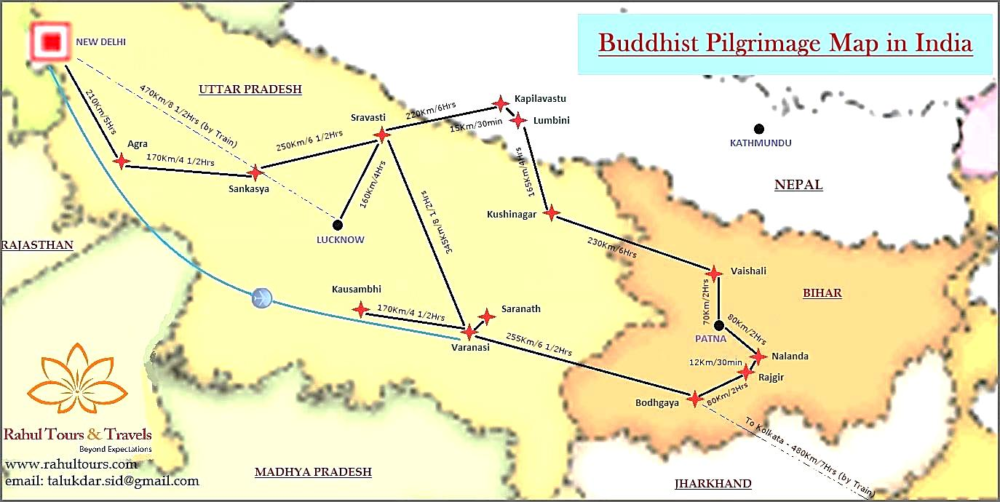 Buddhist Pilgrimage Map in India
NEW DELHI
210Km/5Hrs
470Km/8 1/2Hrs (by Train)
UTTAR PRADESH
Agra
170Km/4 1/2Hrs
Sankasya
250Km/6 1/2Hrs
Sravasti
220Km/6Hrs
Kapilavastu
15Km/30min
Lumbini
KATHMUNDU
NEPAL
160Km/4Hrs
LUCKNOW
345Km/8 1/2Hrs
165Km/4Hrs
Kushinagar
230Km/6Hrs
RAJASTHAN
Vaishali
BIHAR
70Km/2Hrs
PATNA
80Km/2Hrs
Kausambhi
170Km/4 1/2Hrs
Saranath
Varanasi
255Km/6 1/2Hrs
12Km/30min
Nalanda
Rajgir
Bodhgaya
80Km/2Hrs
To Kolkata - 480Km/7Hrs (by Train)
Rahul Tours & Travels
Beyond Expectations
www.rahultours.com
email: talukdar.sid@gmail.com
MADHYA PRADESH
JHARKHAND